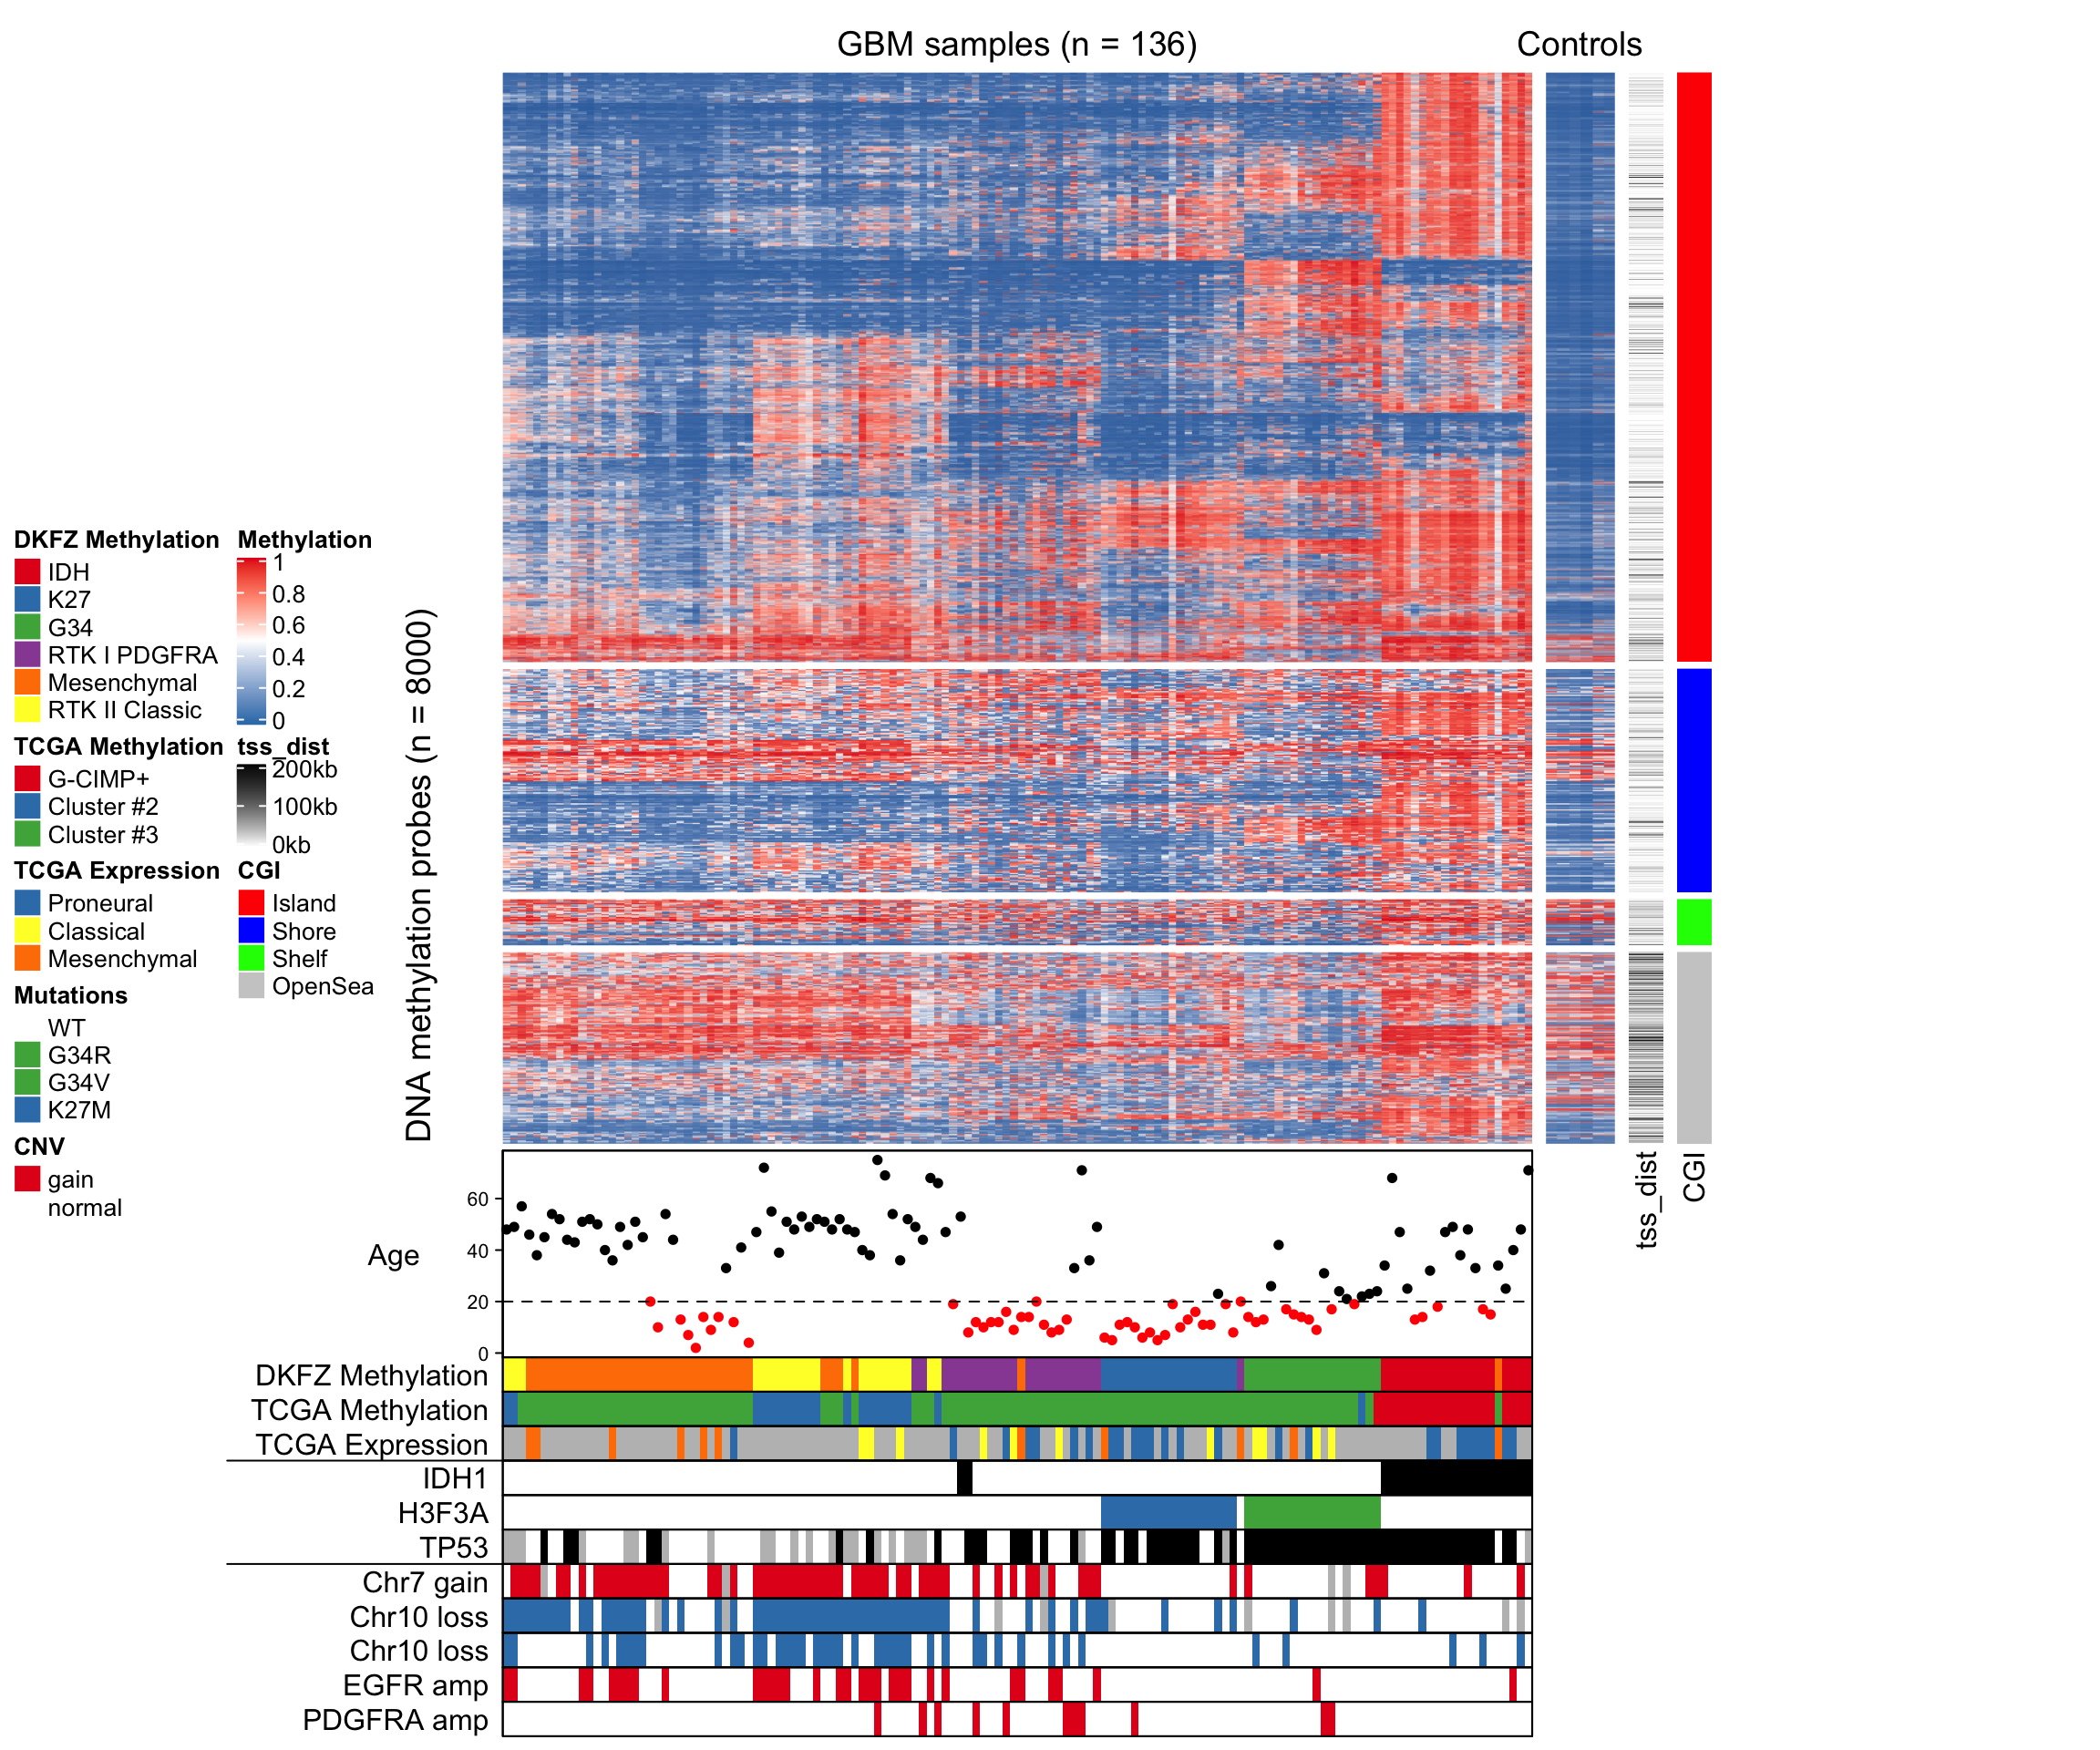 GBM samples (n = 136)
Controls
DKFZ Methylation
IDH
K27
G34
RTK I PDGFRA
Mesenchymal
RTK II Classic
TCGA Methylation
G-CIMP+
Cluster #2
Cluster #3
TCGA Expression
Proneural
Classical
Mesenchymal
Mutations
WT
G34R
G34V
K27M
CNV
gain
normal
Methylation
1
0.8
0.6
0.4
0.2
0
tss_dist
200kb
100kb
0kb
CGI
Island
Shore
Shelf
OpenSea
DNA methylation probes (n = 8000)
tss_dist
CGI
Age
60
40
20
0
DKFZ Methylation
TCGA Methylation
TCGA Expression
IDH1
H3F3A
TP53
Chr7 gain
Chr10 loss
Chr10 loss
EGFR amp
PDGFRA amp